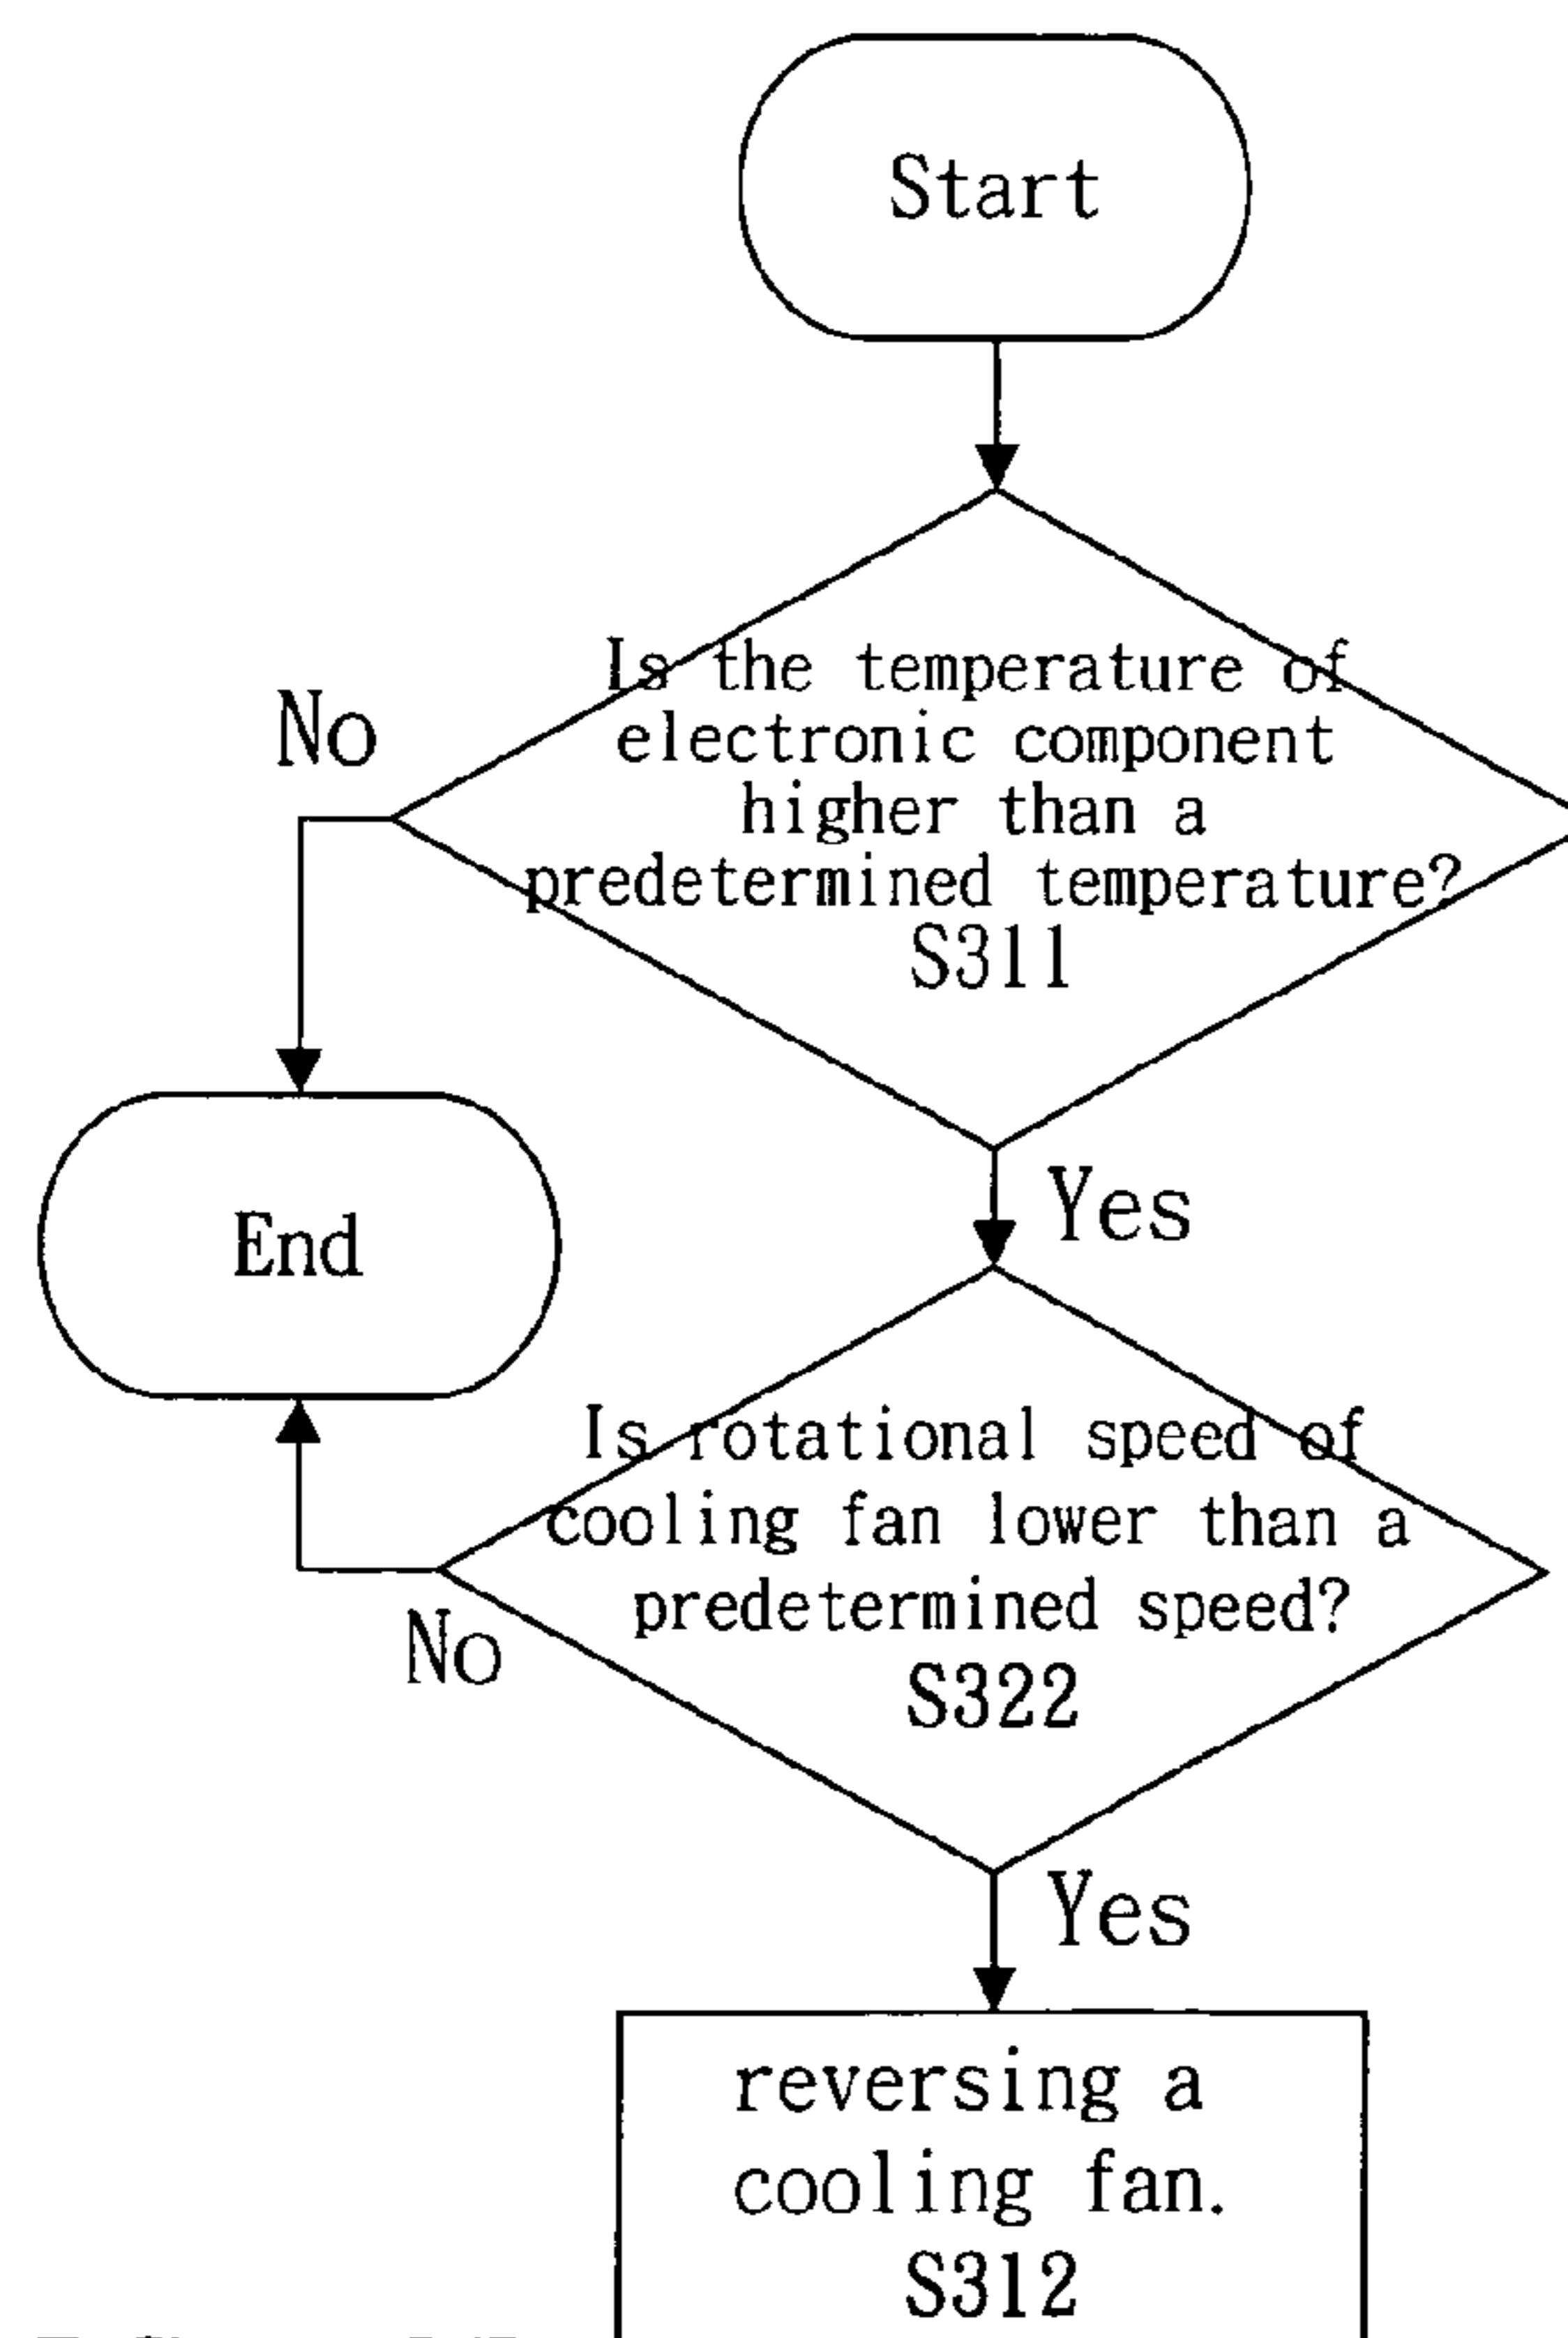 Start
Is the temperature of
electronic component
higher than a
predetermined temperature?
S311
No
Yes
End
Is rotational speed of
cooling fan lower than a
predetermined speed?
S322
No
Yes
reversing a
cooling fan.
S312